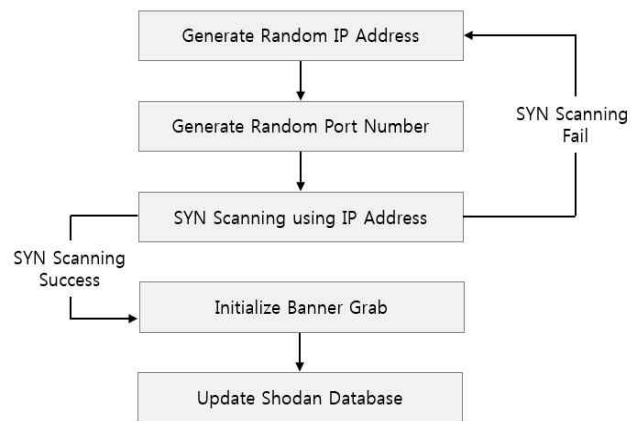 Generate Random IP Address
Generate Random Port Number
SYN Scanning
Fail
SYN Scanning using IP Address
SYN Scanning
Success
Initialize Banner Grab
Update Shodan Database